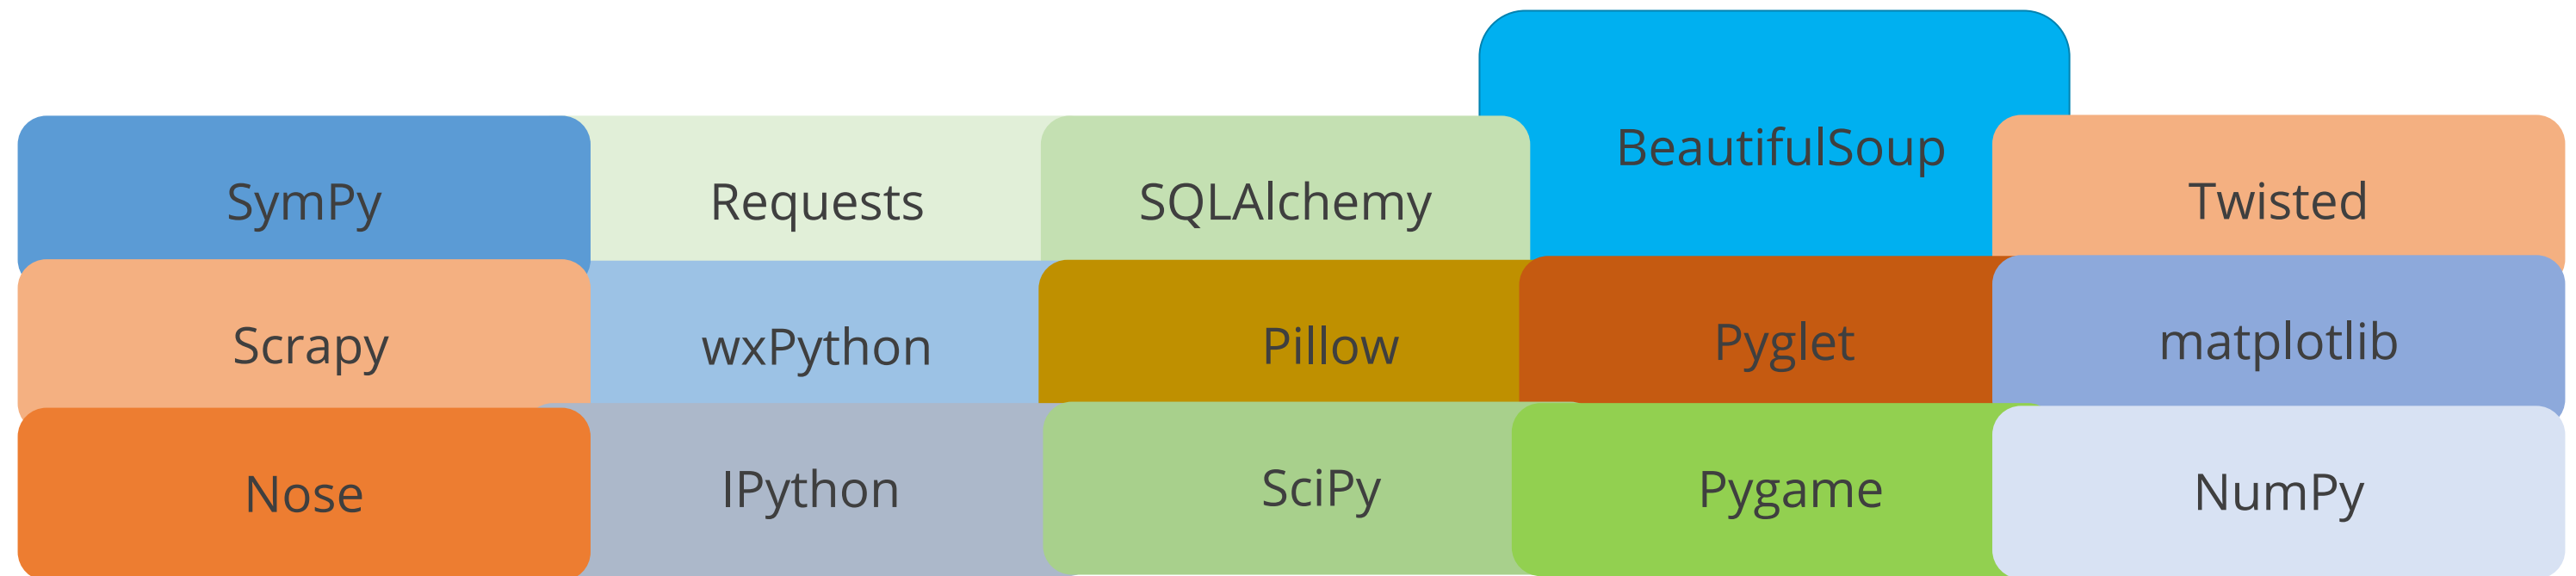 SymPy
Requests
SQLAlchemy
BeautifulSoup
Twisted
Scrapy
wxPython
Pillow
Pyglet
matplotlib
Nose
IPython
SciPy
Pygame
NumPy